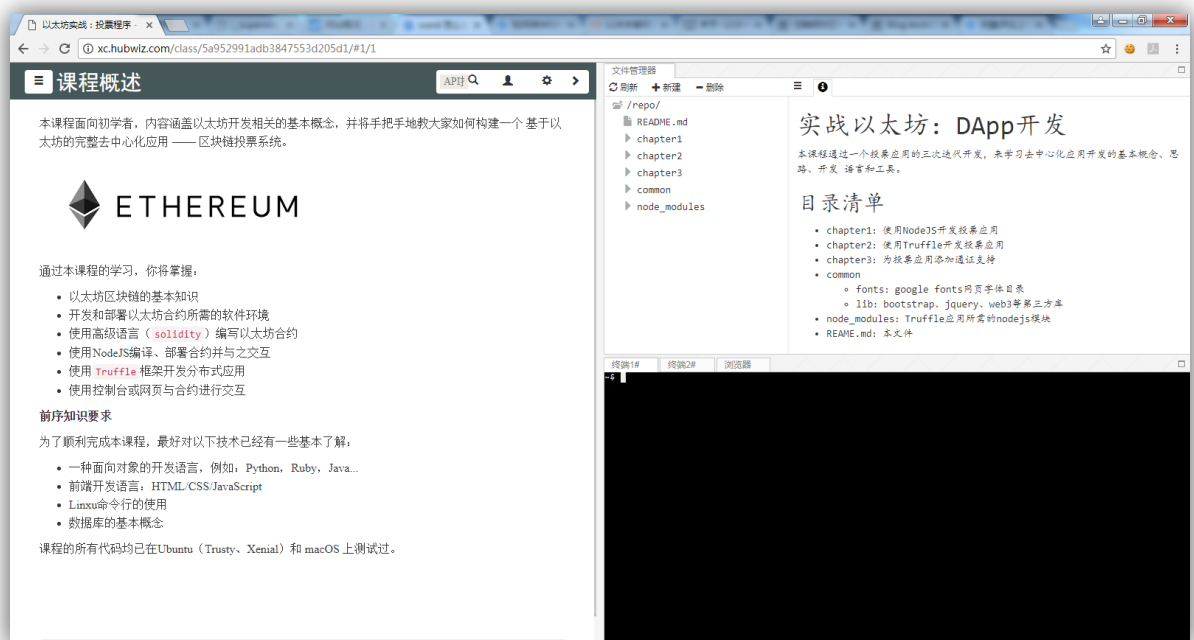 以太坊实战：投票程序 -
xc.hubwiz.com/class/5a952991adb3847553d205d1/#1/1
课程概述
API
本课程面向初学者，内容涵盖以太坊开发相关的基本概念，并将手把手地教大家如何构建一个 基于以
太坊的完整去中心化应用 —— 区块链投票系统。
ETHEREUM
通过本课程的学习，你将掌握：
以太坊区块链的基本知识
开发和部署以太坊合约所需的软件环境
使用高级语言（solidity）编写以太坊合约
使用NodeJS编译、部署合约并与之交互
使用 Truffle 框架开发分布式应用
使用控制台或网页与合约进行交互
前序知识要求
为了顺利完成本课程，最好对以下技术已经有一些基本了解：
一种面向对象的开发语言，例如：Python，Ruby，Java...
前端开发语言：HTML/CSS/JavaScript
Linxu命令行的使用
数据库的基本概念
课程的所有代码均已在Ubuntu（Trusty、Xenial）和 macOS 上测试过。
文件管理器
刷新 新建 删除
/repo/
README.md
chapter1
chapter2
chapter3
common
node_modules
实战以太坊: DApp开发
本课程通过一个投票应用的三次迭代开发, 来学习去中心化应用开发的基本概念、思
路、开发 语言和工具。
目录清单
chapter1: 使用NodeJS开发投票应用
chapter2: 使用Truffle开发投票应用
chapter3: 为投票应用添加通证支持
common
fonts: google fonts网页字体目录
lib: bootstrap、jquery、web3等第三方库
node_modules: Truffle应用所需的nodejs模块
REAME.md: 本文件
终端1# 终端2# 浏览器
~$